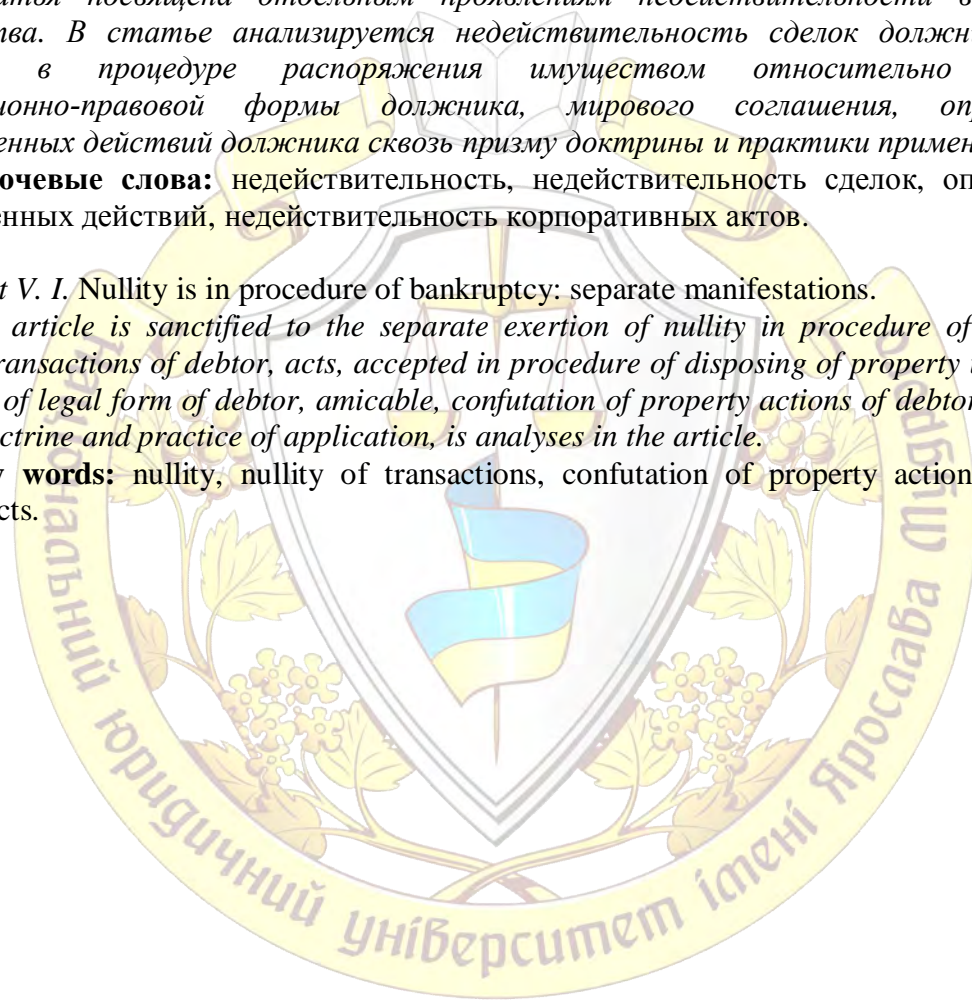 посвящена отдельным проявлениям недействительности в
тва. В статье анализируется недействительность сделок должн
в процедуре распоряжения имуществом относительно
онно-правовой формы должника, мирового соглашения, оп
енных действий должника сквозь призму доктрины и практики примен
ючевые слова: недействительность, недействительность сделок, оп
енных действий, недействительность корпоративных актов.
t V. I. Nullity is in procedure of bankruptcy: separate manifestations.
article is sanctified to the separate exertion of nullity in procedure of
ransactions of debtor, acts, accepted in procedure of disposing of property
of legal form of debtor, amicable, confutation of property actions of debtor
ctrine and practice of application, is analyses in the article.
words: nullity, nullity of transactions, confutation of property action
cts.
Національний юридичний університет імені Ярослава Мудрого